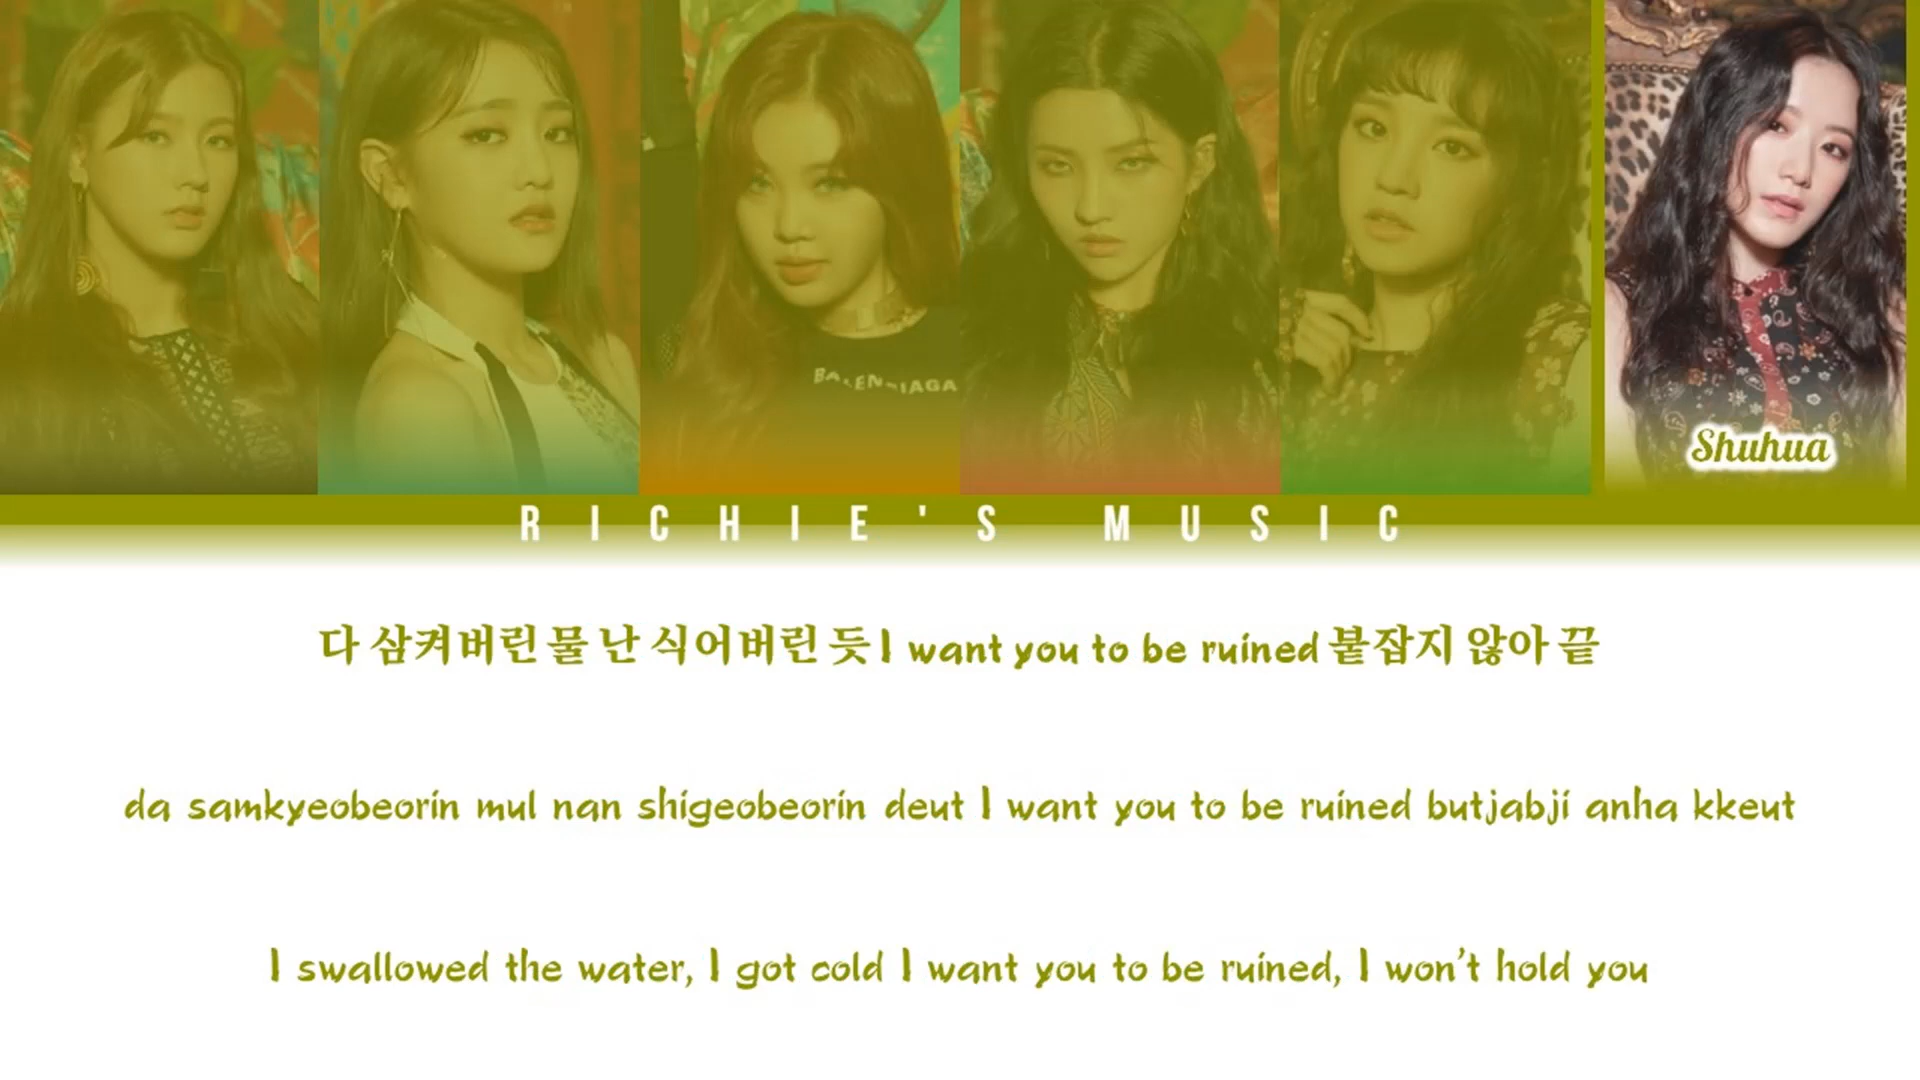 BALENCIAGA
Shuhua
RICHIE'S MUSIC
다 삼켜버린 물 난 식어버린 듯 I want you to be ruined 붙잡지 않아 끝
da samkyeobeorin mul nan shigeobeorin deut I want you to be ruined butjabji anha kkeut
I swallowed the water, I got cold I want you to be ruined, I won't hold you